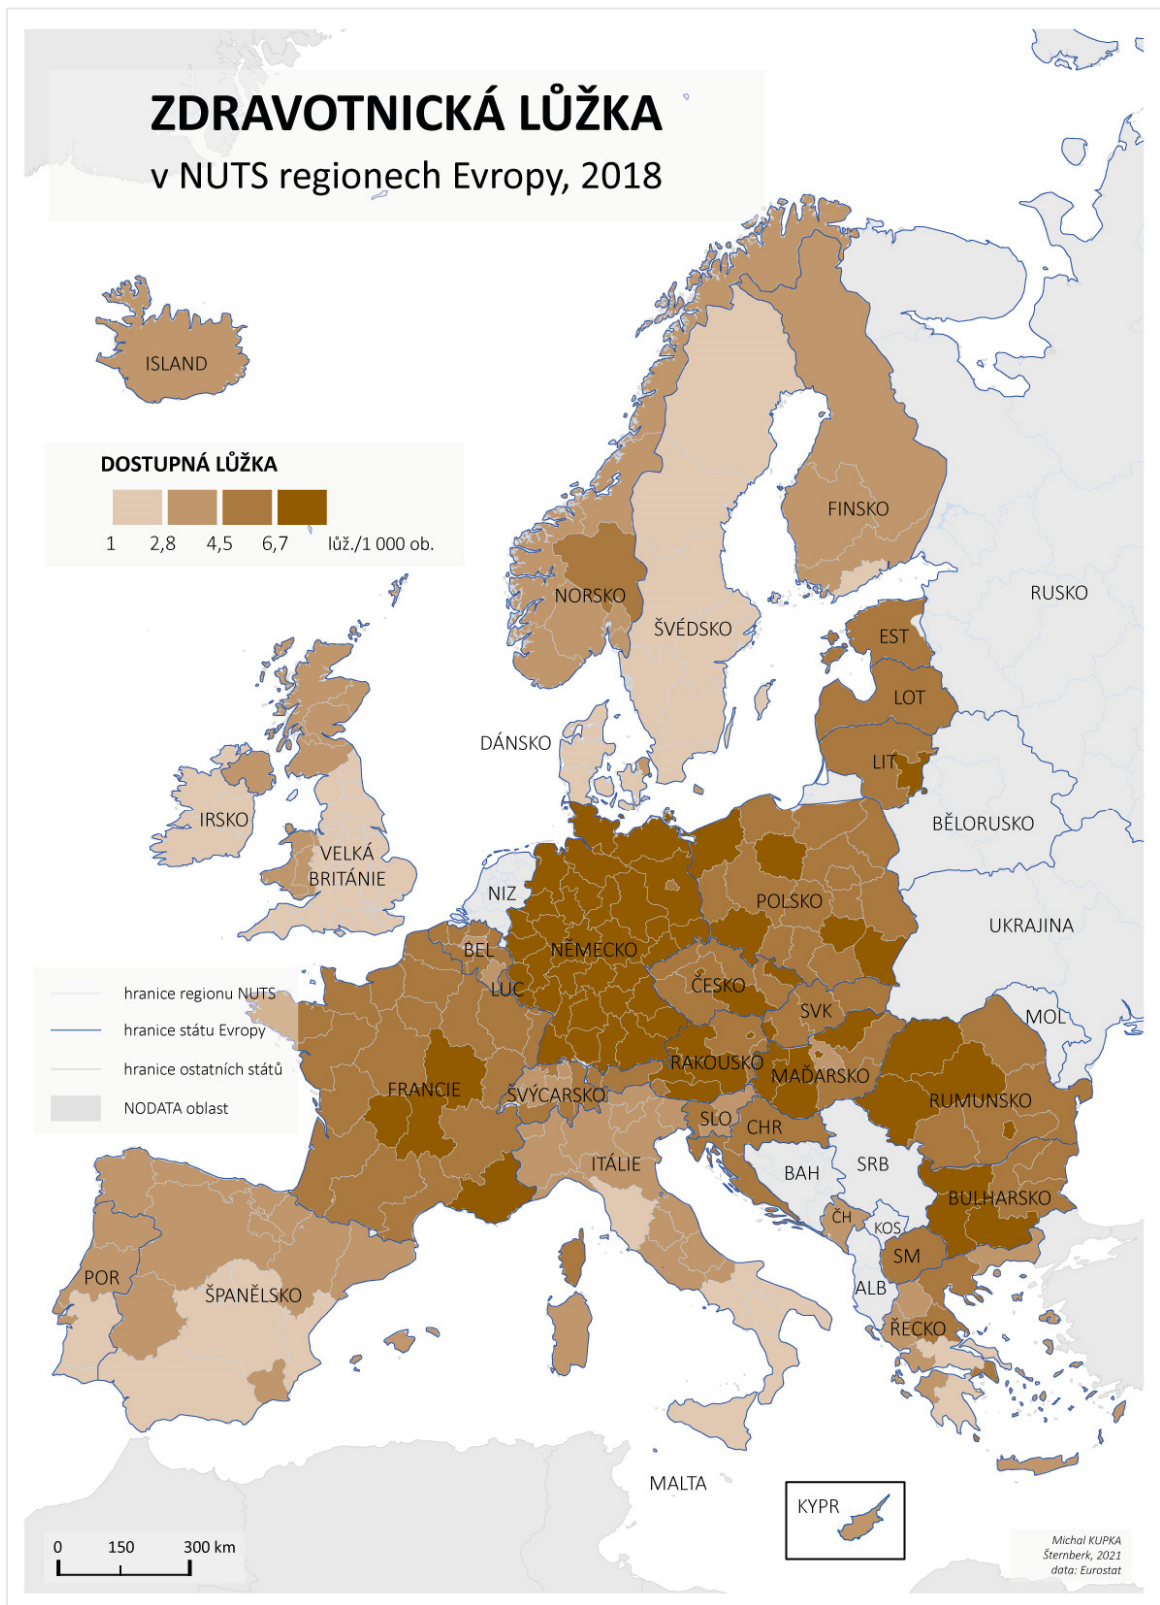 ZDRAVOTNICKÁ LŮŽKA
v NUTS regionech Evropy, 2018
ISLAND
DOSTUPNÁ LŮŽKA
1 2,8 4,5 6,7 lůž./1 000 ob.
FINSKO
NORSKO
RUSKO
ŠVÉDSKO
EST
LOT
DÁNSKO
LIT
IRSKO
BĚLORUSKO
VELKÁ
BRITÁNIE
NIZ
POLSKO
UKRAJINA
BEL
NĚMECKO
LUC
ČESKO
hranice regionu NUTS
SVK
MOL
hranice státu Evropy
RAKOUSKO
hranice ostatních států
MAĎARSKO
FRANCIE
ŠVÝCARSKO
RUMUNSKO
NODATA oblast
SLO
CHR
ITÁLIE
SRB
BAH
BULHARSKO
ČH
KOS
SM
POR
ŠPANĚLSKO
ALB
ŘECKO
MALTA
KYPR
0 150 300 km
Michal KUPKA
Šternberk, 2021
data: Eurostat